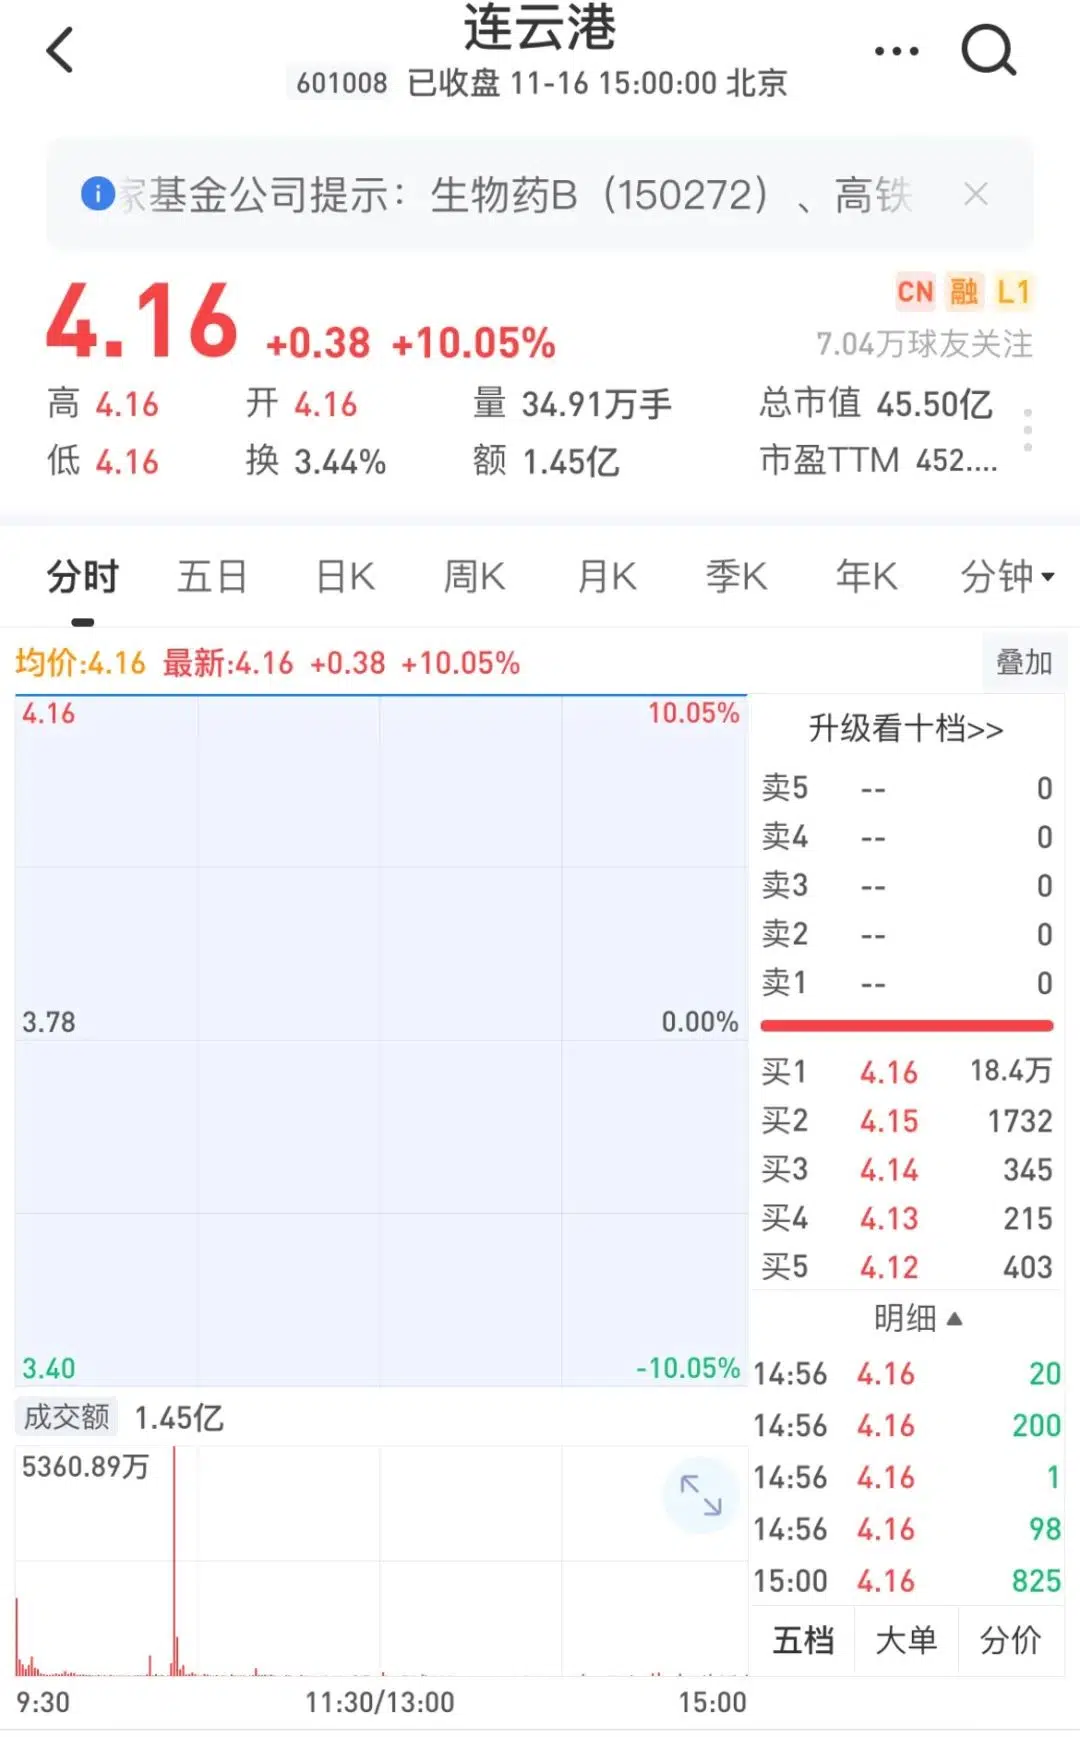 连云港
601008 已收盘 11-16 15:00:00 北京
家基金公司提示：生物药B（150272）、高铁
4.16 +0.38 +10.05%
CN 融 L1
7.04万球友关注
高 4.16 开 4.16 量 34.91万手 总市值 45.50亿
低 4.16 换 3.44% 额 1.45亿 市盈TTM 452....
分时 五日 日K 周K 月K 季K 年K 分钟
均价:4.16 最新:4.16 +0.38 +10.05% 叠加
4.16 10.05%
3.78 0.00%
3.40 -10.05%
成交额 1.45亿
5360.89万
9:30 11:30/13:00 15:00
升级看十档>>
卖5 -- 0
卖4 -- 0
卖3 -- 0
卖2 -- 0
卖1 -- 0
买1 4.16 18.4万
买2 4.15 1732
买3 4.14 345
买4 4.13 215
买5 4.12 403
明细
14:56 4.16 20
14:56 4.16 200
14:56 4.16 1
14:56 4.16 98
15:00 4.16 825
五档 大单 分价